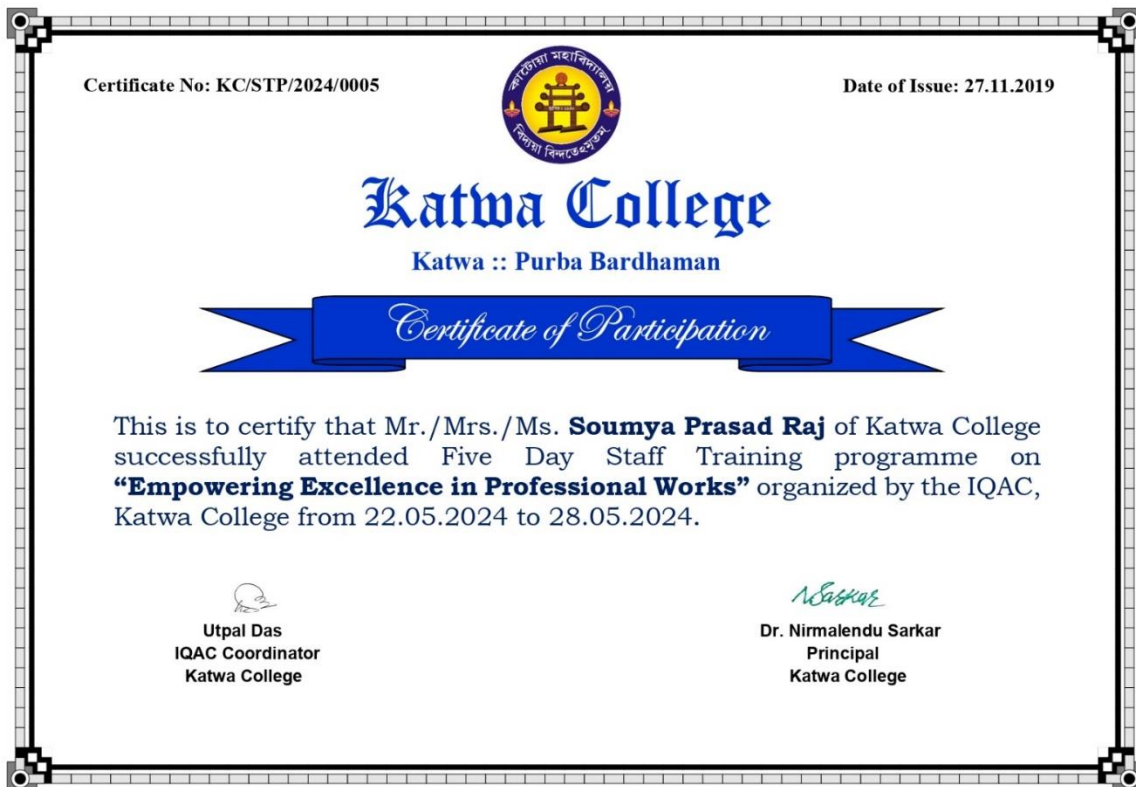 Certificate No: KC/STP/2024/0005
Date of Issue: 27.11.2019
কাটোয়া মহাবিদ্যালয়
বিদ্যয়া বিন্দতেঽমৃতম্
Katwa College
Katwa :: Purba Bardhaman
Certificate of Participation
This is to certify that Mr./Mrs./Ms. Soumya Prasad Raj of Katwa College
successfully attended Five Day Staff Training programme on
“Empowering Excellence in Professional Works” organized by the IQAC,
Katwa College from 22.05.2024 to 28.05.2024.
NSarkar
Utpal Das
IQAC Coordinator
Katwa College
Dr. Nirmalendu Sarkar
Principal
Katwa College